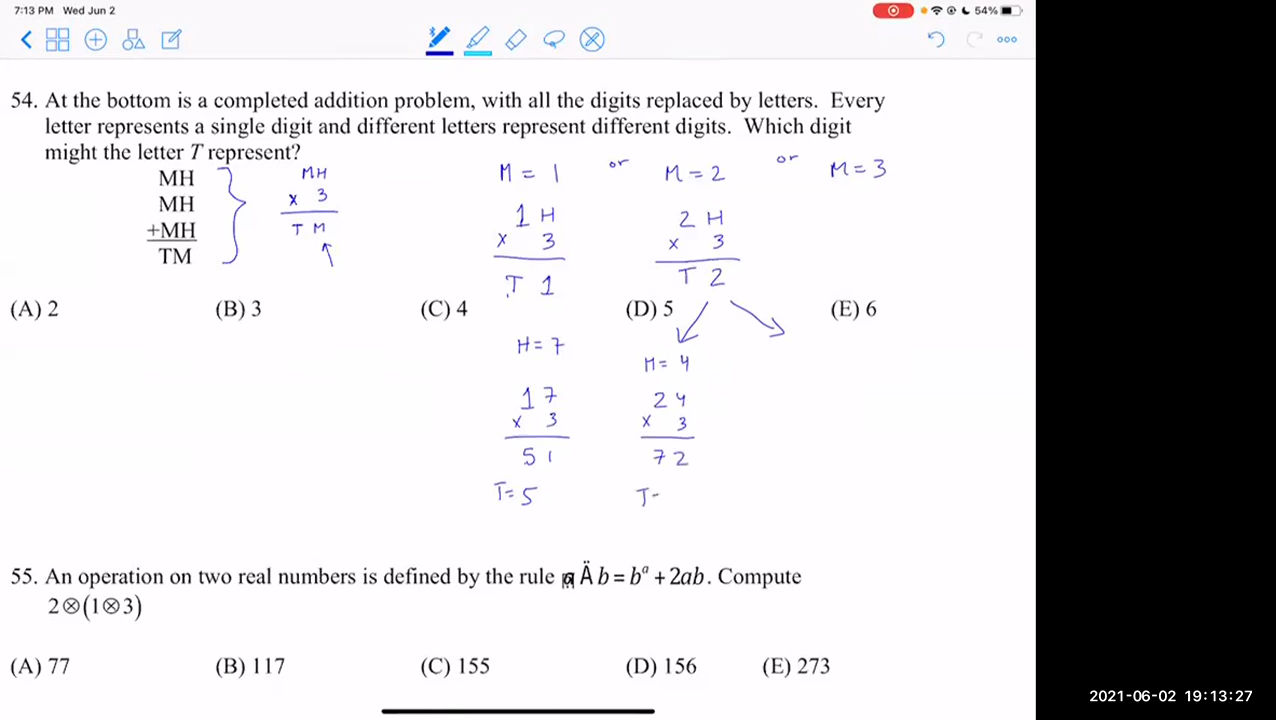 7:13 PM Wed Jun 2
54%
54. At the bottom is a completed addition problem, with all the digits replaced by letters. Every
letter represents a single digit and different letters represent different digits. Which digit
might the letter T represent?
MH
MH
+MH
TM
MH
x 3
T M
M = 1 or M = 2 or M = 3
1 H
x 3
T 1
2 H
x 3
T 2
(A) 2 (B) 3 (C) 4 (D) 5 (E) 6
H = 7
1 7
x 3
5 1
T = 5
H = 4
2 4
x 3
7 2
T =
55. An operation on two real numbers is defined by the rule a Ä b = bᵃ + 2ab. Compute
2⊗(1⊗3)
(A) 77 (B) 117 (C) 155 (D) 156 (E) 273
2021-06-02 19:13:27